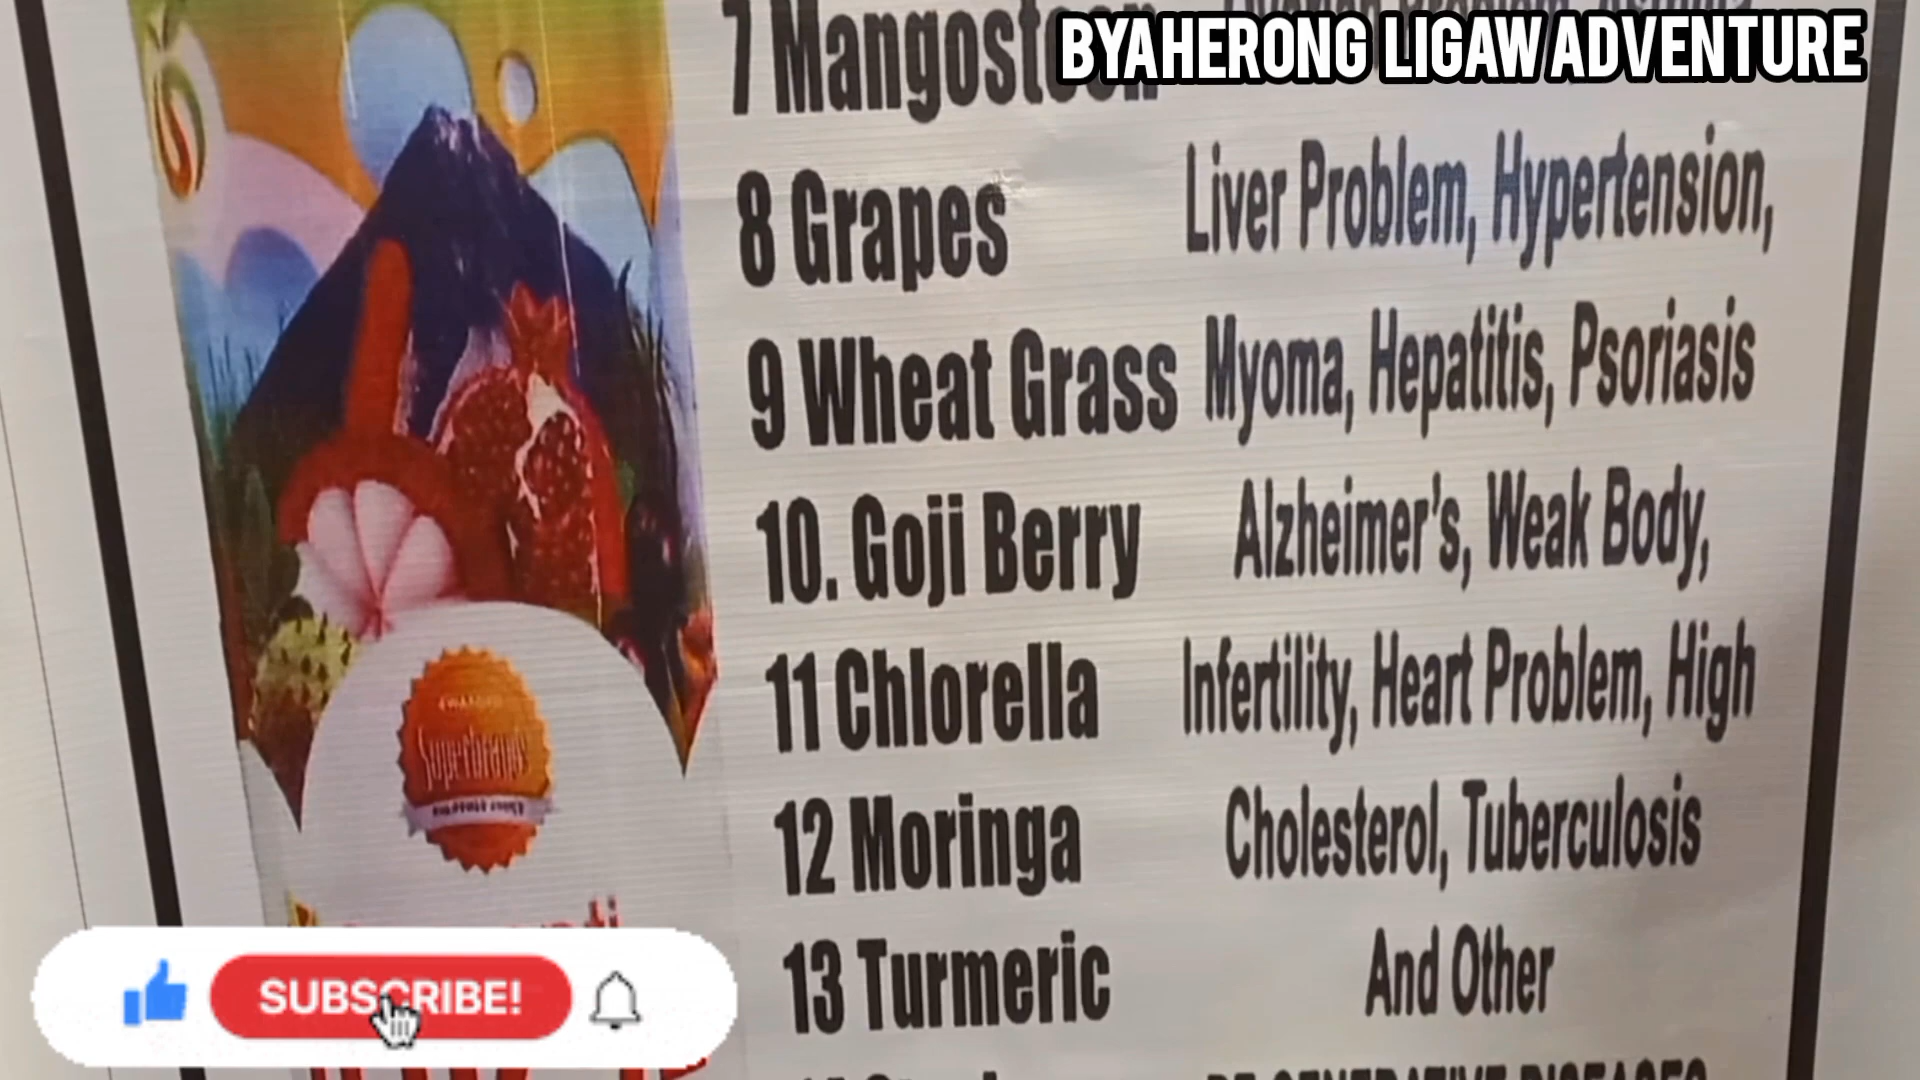 BYAHERONG LIGAW ADVENTURE
7 Mangosteen
8 Grapes
Liver Problem, Hypertension,
9 Wheat Grass
Myoma, Hepatitis, Psoriasis
10. Goji Berry
Alzheimer's, Weak Body,
11 Chlorella
Infertility, Heart Problem, High
12 Moringa
Cholesterol, Tuberculosis
13 Turmeric
And Other
SUBSCRIBE!